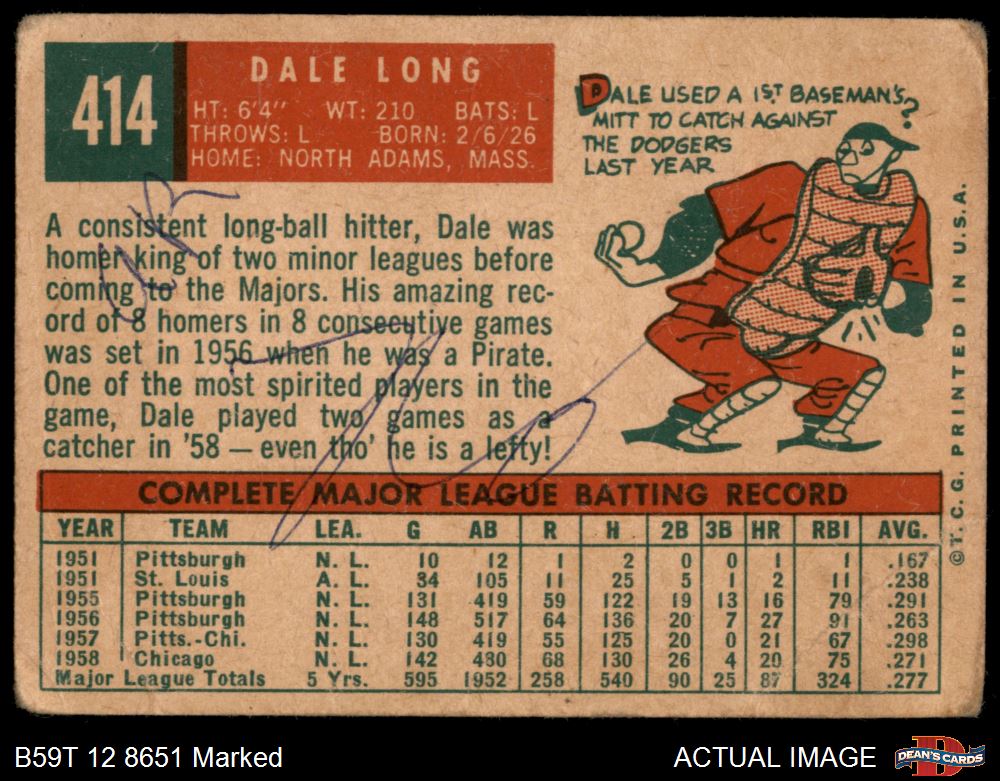 414
DALE LONG
HT: 6'4" WT: 210 BATS: L
THROWS: L BORN: 2/6/26
HOME: NORTH ADAMS, MASS.
DALE USED A 1ST BASEMAN'S
MITT TO CATCH AGAINST
THE DODGERS
LAST YEAR
?
A consistent long-ball hitter, Dale was
homer king of two minor leagues before
coming to the Majors. His amazing rec-
ord of 8 homers in 8 consecutive games
was set in 1956 when he was a Pirate.
One of the most spirited players in the
game, Dale played two games as a
catcher in '58 — even tho' he is a lefty!
COMPLETE MAJOR LEAGUE BATTING RECORD
YEAR TEAM LEA. G AB R H 2B 3B HR RBI AVG.
1951 Pittsburgh N. L. 10 12 1 2 0 0 1 1 .167
1951 St. Louis A. L. 34 105 11 25 5 1 2 11 .238
1955 Pittsburgh N. L. 131 419 59 122 19 13 16 79 .291
1956 Pittsburgh N. L. 148 517 64 136 20 7 27 91 .263
1957 Pitts.-Chi. N. L. 130 419 55 125 20 0 21 67 .298
1958 Chicago N. L. 142 480 68 130 26 4 20 75 .271
Major League Totals 5 Yrs. 595 1952 258 540 90 25 87 324 .277
©T. C. G. PRINTED IN U.S.A.
B59T 12 8651 Marked
ACTUAL IMAGE
D
DEAN'S CARDS